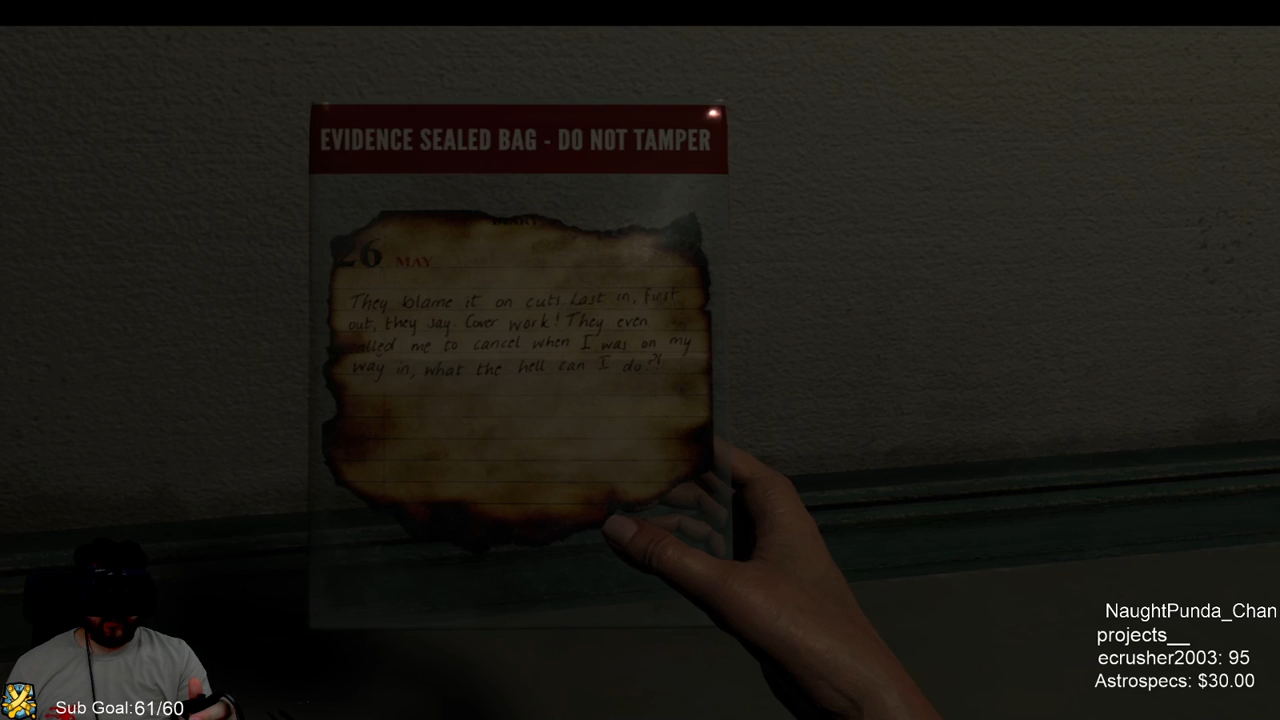 EVIDENCE SEALED BAG - DO NOT TAMPER
DIARY
26 MAY
They blame it on cuts Last in, first
out, they say. Cover work! They even
called me to cancel when I was on my
way in, what the hell can I do?!
NaughtPunda_Chan
projects__
ecrusher2003: 95
Astrospecs: $30.00
Sub Goal:61/60